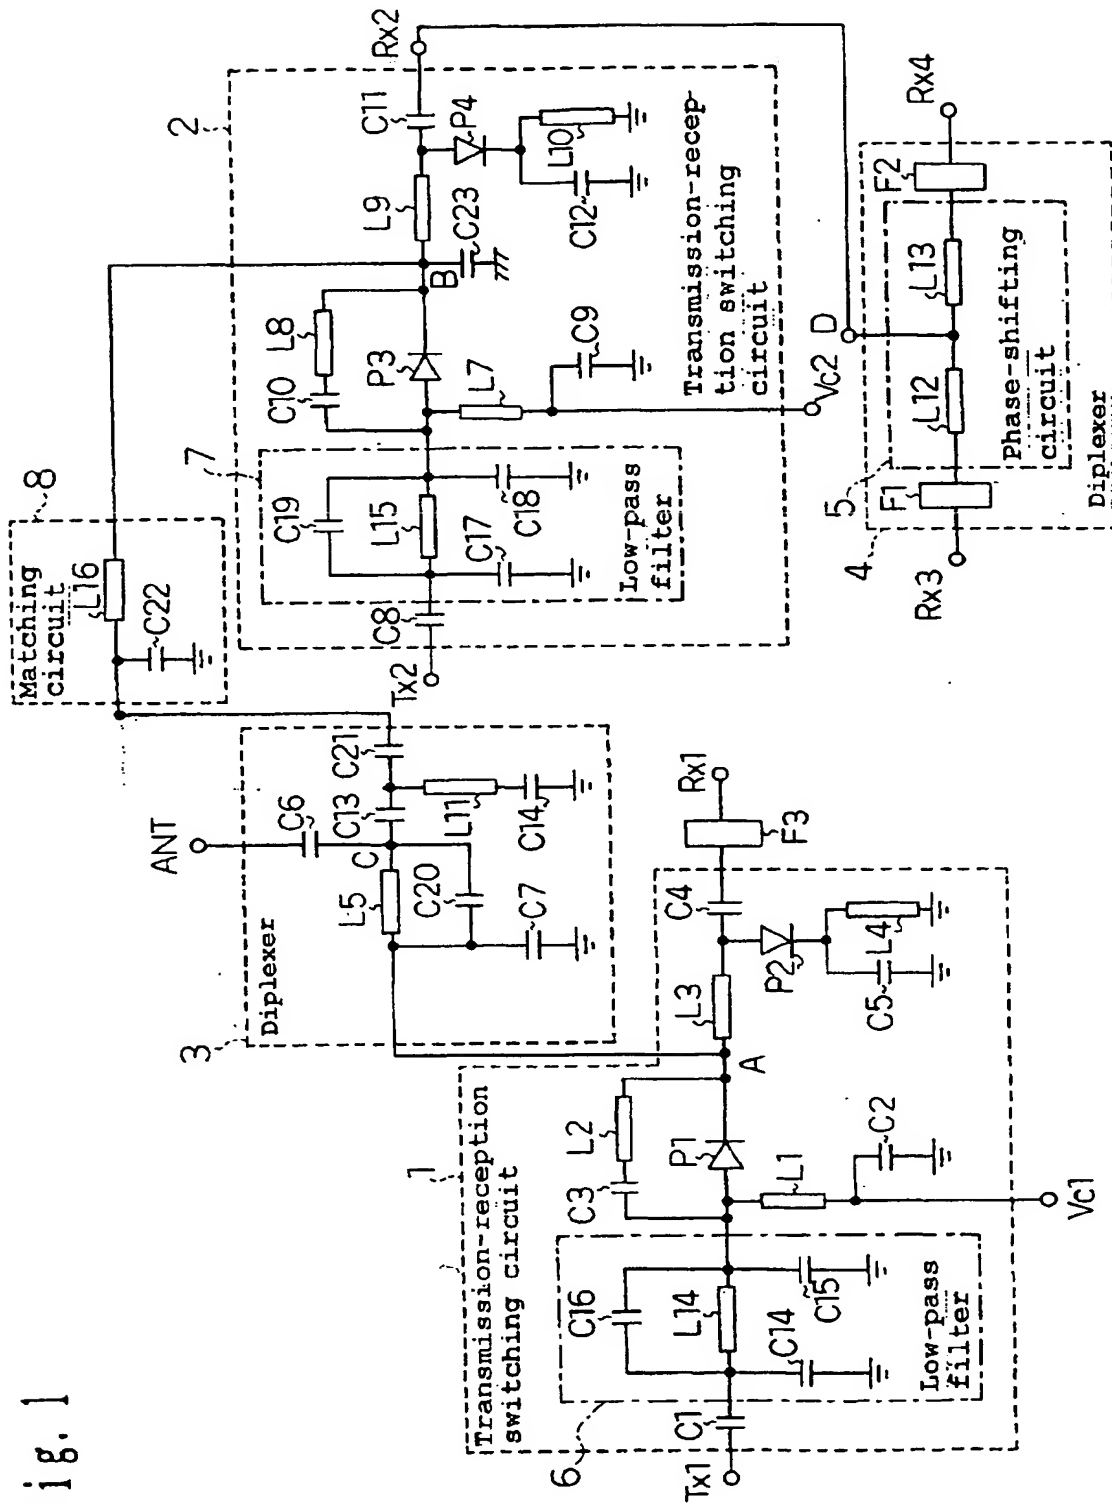 ig. 1
Transmission-reception
switching circuit
1
6
Tx1
C1
C16
L14
C14
C15
Low-pass
filter
C3
L2
P1
L1
C2
Vc1
A
L3
C4
P2
C5
L4
F3
Rx1
3
Diplexer
ANT
C6
C
L5
C20
C7
C13
C21
L11
C14
8
Matching
circuit
L16
C22
2
7
Tx2
C8
C19
L15
C17
C18
Low-pass
filter
C10
L8
P3
L7
C9
Vc2
B
C23
L9
C11
P4
C12
L10
Rx2
Transmission-recep-
tion switching
circuit
D
4
5
Rx3
F1
L12
L13
F2
Rx4
Phase-shifting
circuit
Diplexer